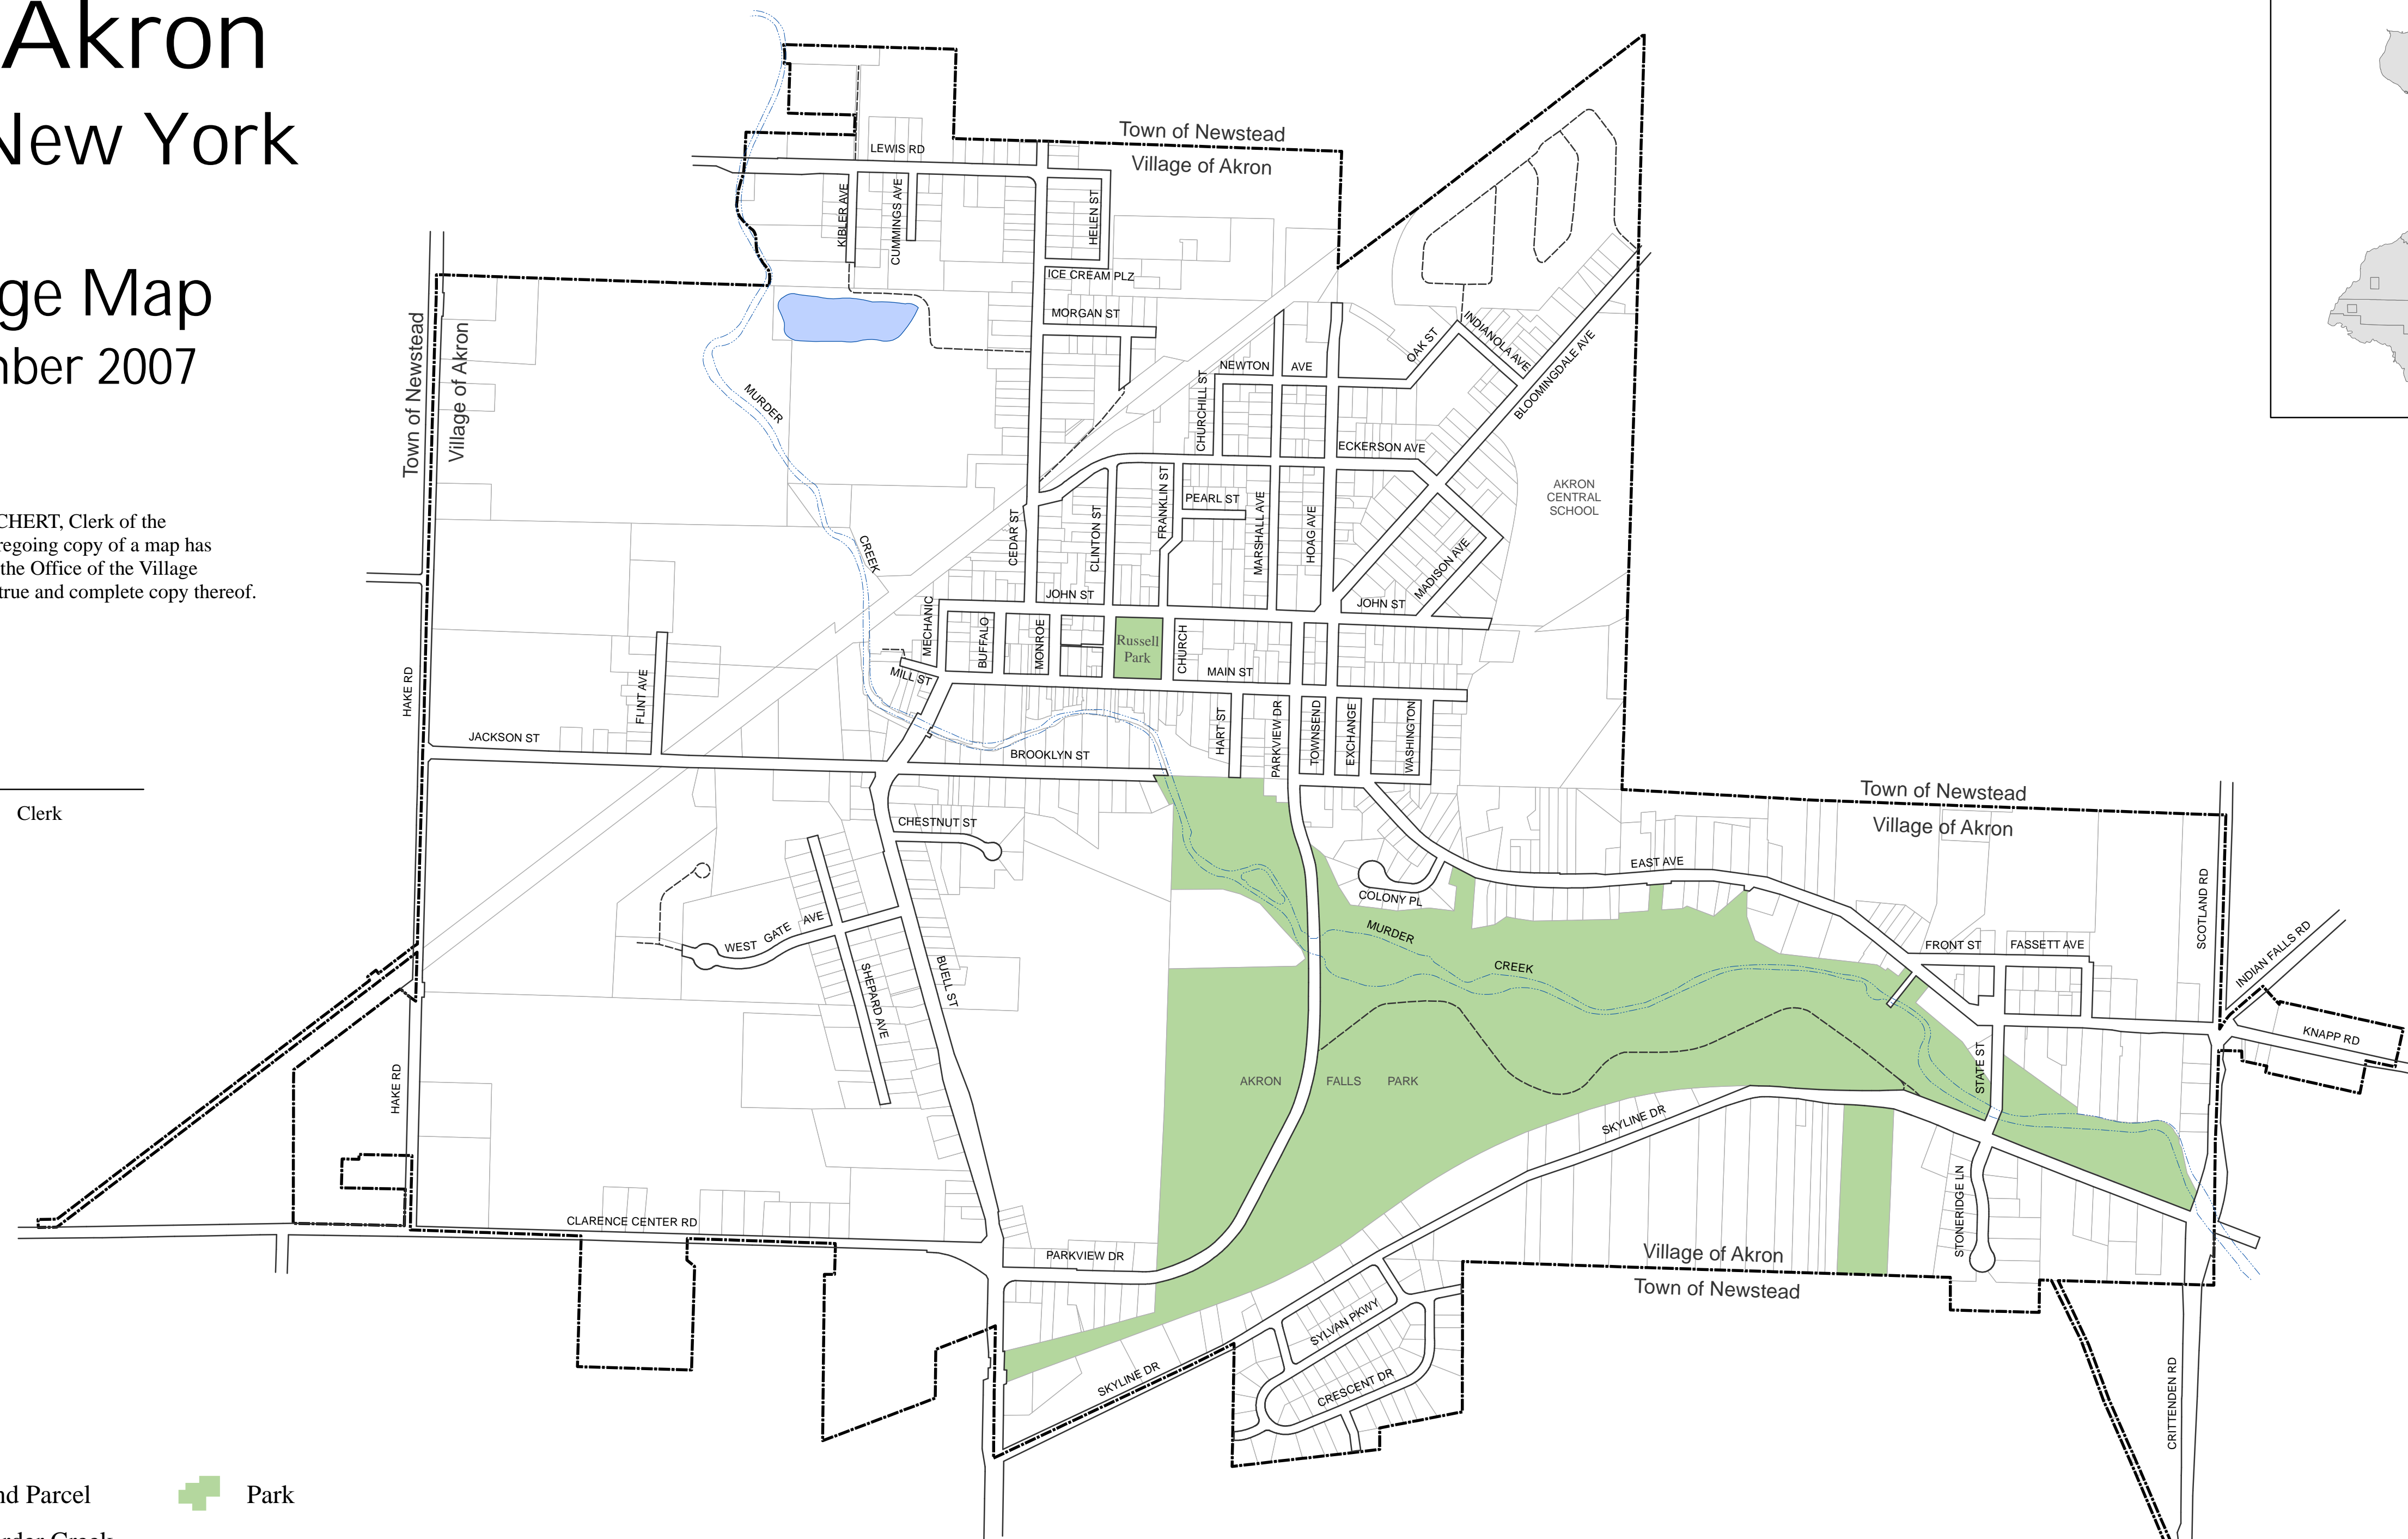 Akron
New York
ge Map
mber 2007
CHERT, Clerk of the
regoing copy of a map has
the Office of the Village
true and complete copy thereof.
Clerk
nd Parcel
Park
Town of Newstead
Village of Akron
LEWIS RD
KIBLER AVE
CUMMINGS AVE
HELEN ST
ICE CREAM PLZ
MORGAN ST
Town of Newstead
Village of Akron
MURDER
CREEK
NEWTON AVE
OAK ST
INDIANOLA AVE
BLOOMINGDALE AVE
CHURCHILL ST
ECKERSON AVE
AKRON
CENTRAL
SCHOOL
PEARL ST
FRANKLIN ST
CLINTON ST
CEDAR ST
MARSHALL AVE
HOAG AVE
MADISON AVE
JOHN ST
JOHN ST
MECHANIC
BUFFALO
MONROE
Russell
Park
CHURCH
MAIN ST
MILL ST
HAKE RD
FLINT AVE
JACKSON ST
BROOKLYN ST
HART ST
PARKVIEW DR
TOWNSEND
EXCHANGE
WASHINGTON
Town of Newstead
Village of Akron
CHESTNUT ST
EAST AVE
COLONY PL
WEST GATE AVE
SHEPARD AVE
BUELL ST
MURDER
CREEK
FRONT ST
FASSETT AVE
SCOTLAND RD
INDIAN FALLS RD
KNAPP RD
HAKE RD
AKRON FALLS PARK
STATE ST
SKYLINE DR
STONERIDGE LN
CLARENCE CENTER RD
PARKVIEW DR
Village of Akron
Town of Newstead
SYLVAN PKWY
CRESCENT DR
SKYLINE DR
CRITTENDEN RD